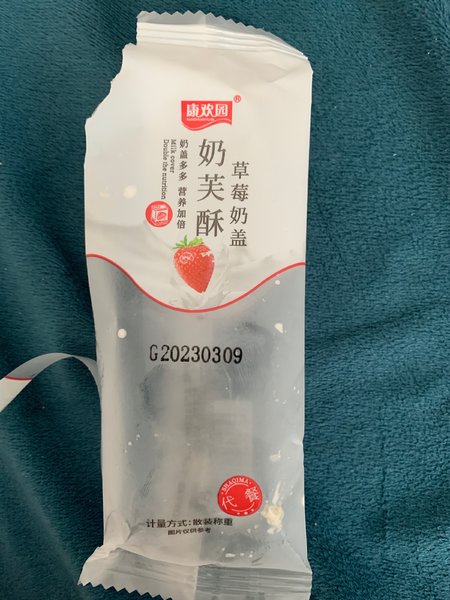 康欢园®
草莓奶盖
奶芙酥
奶盖多多 营养加倍
Milk cover
Double the nutrition
G20230309
SHAQIMA
代餐
计量方式:散装称重
图片仅供参考